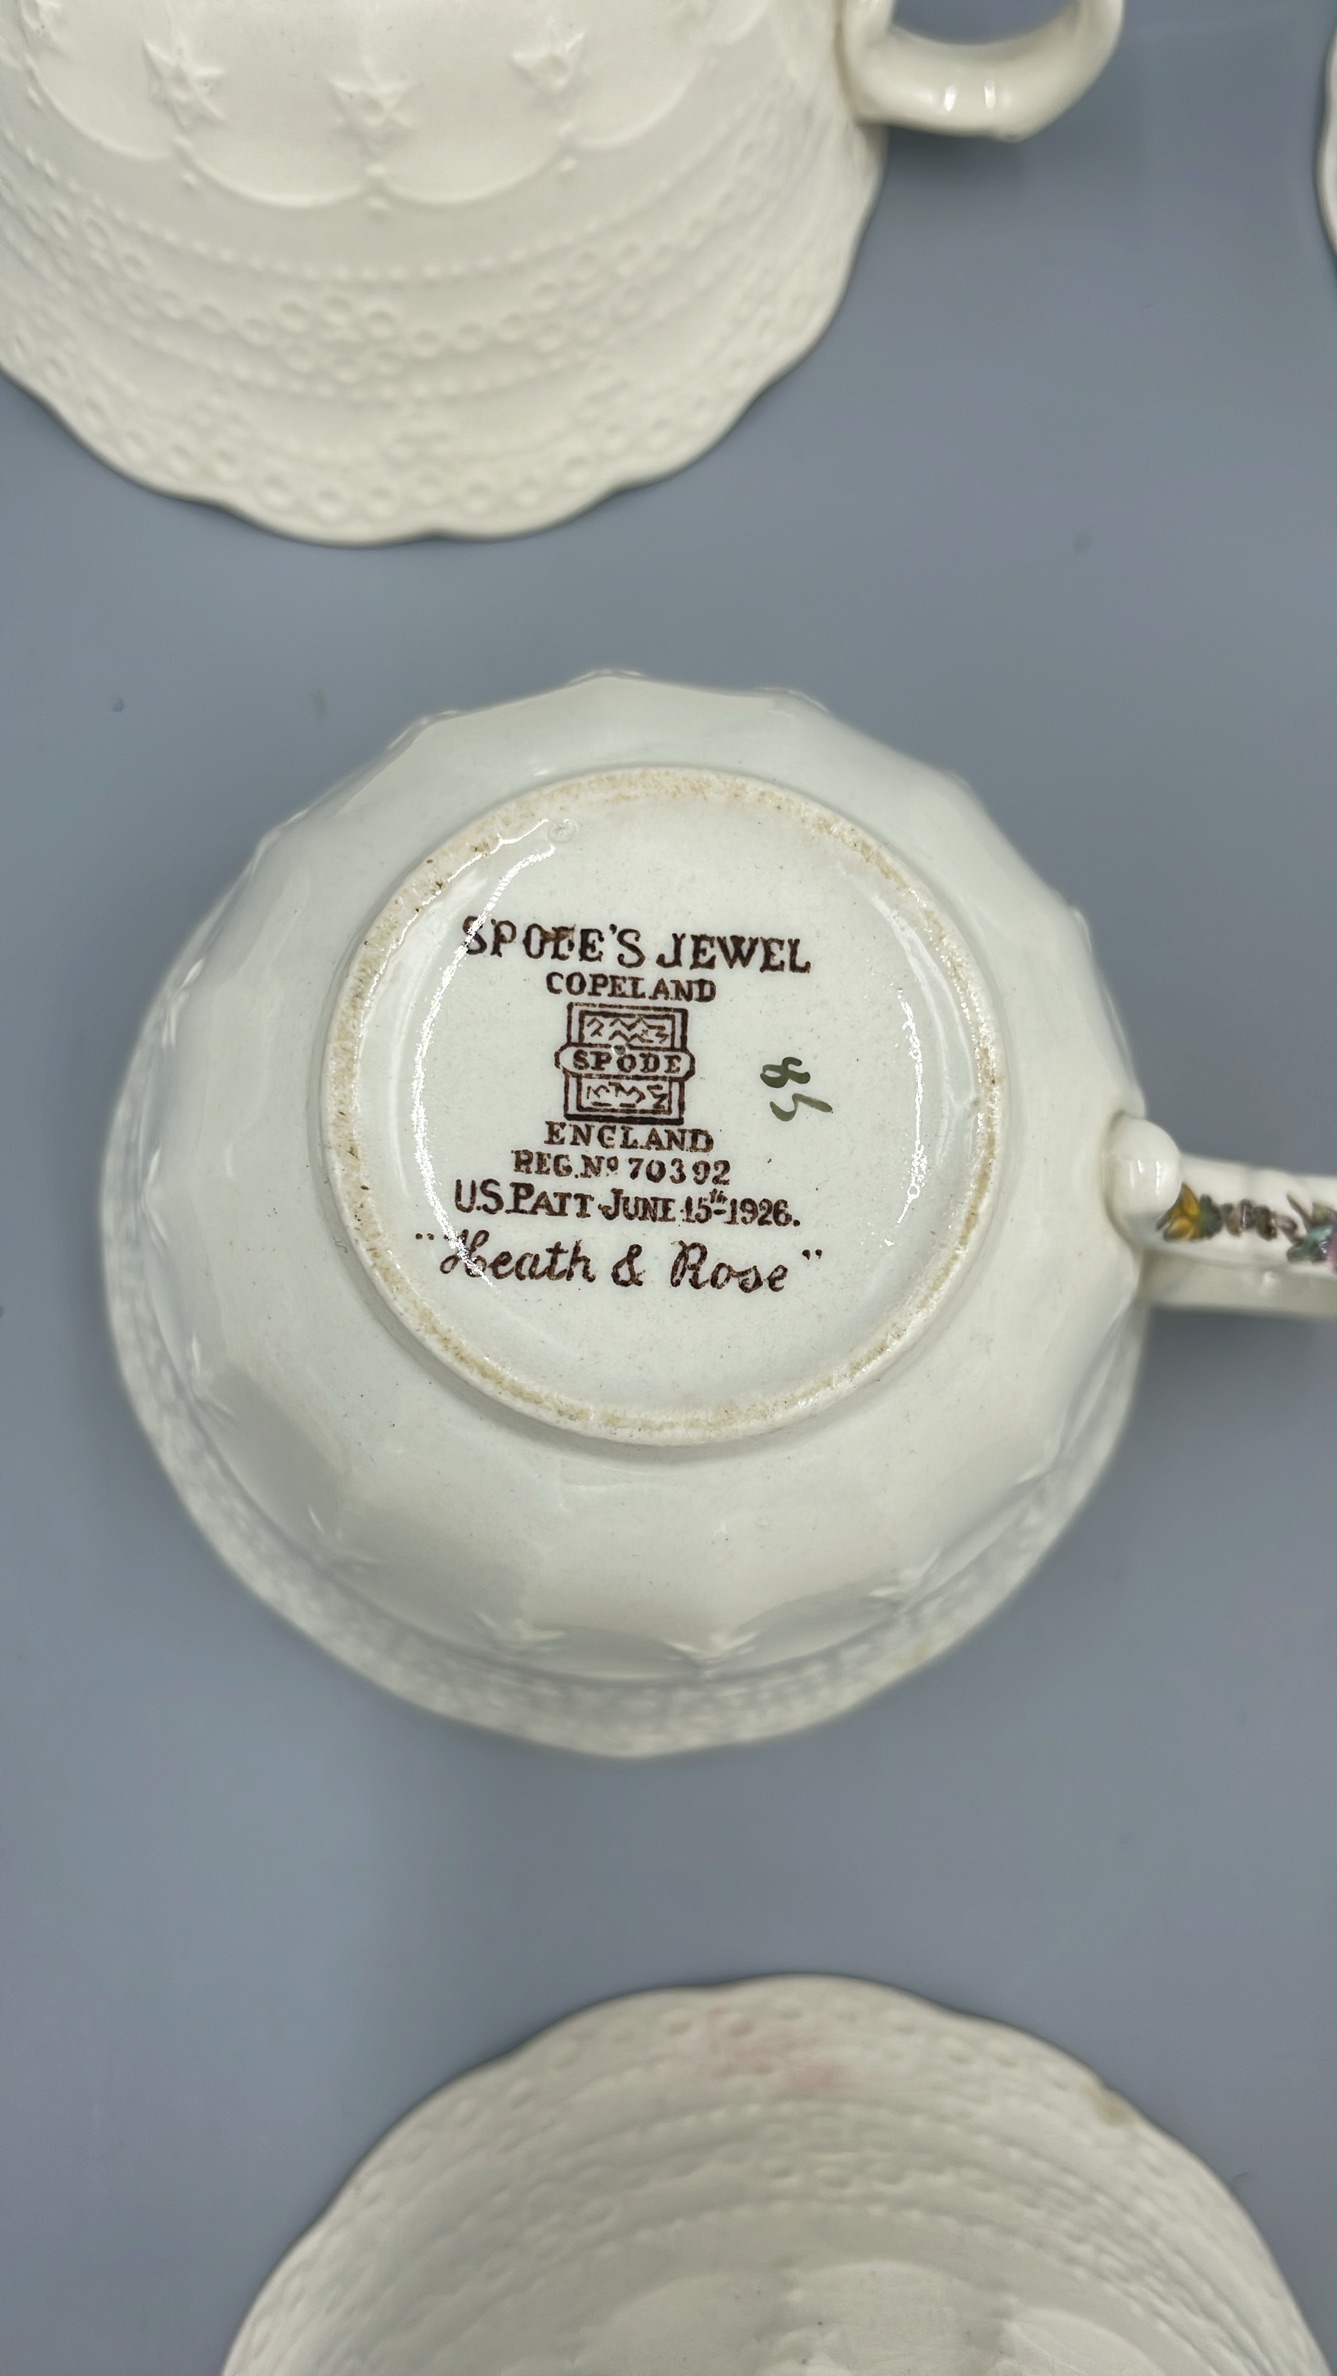 SPODE'S JEWEL
COPELAND
SPODE
ENGLAND
REG. Nº 70392
U.S. PATT JUNE 15th-1926.
"Heath & Rose"